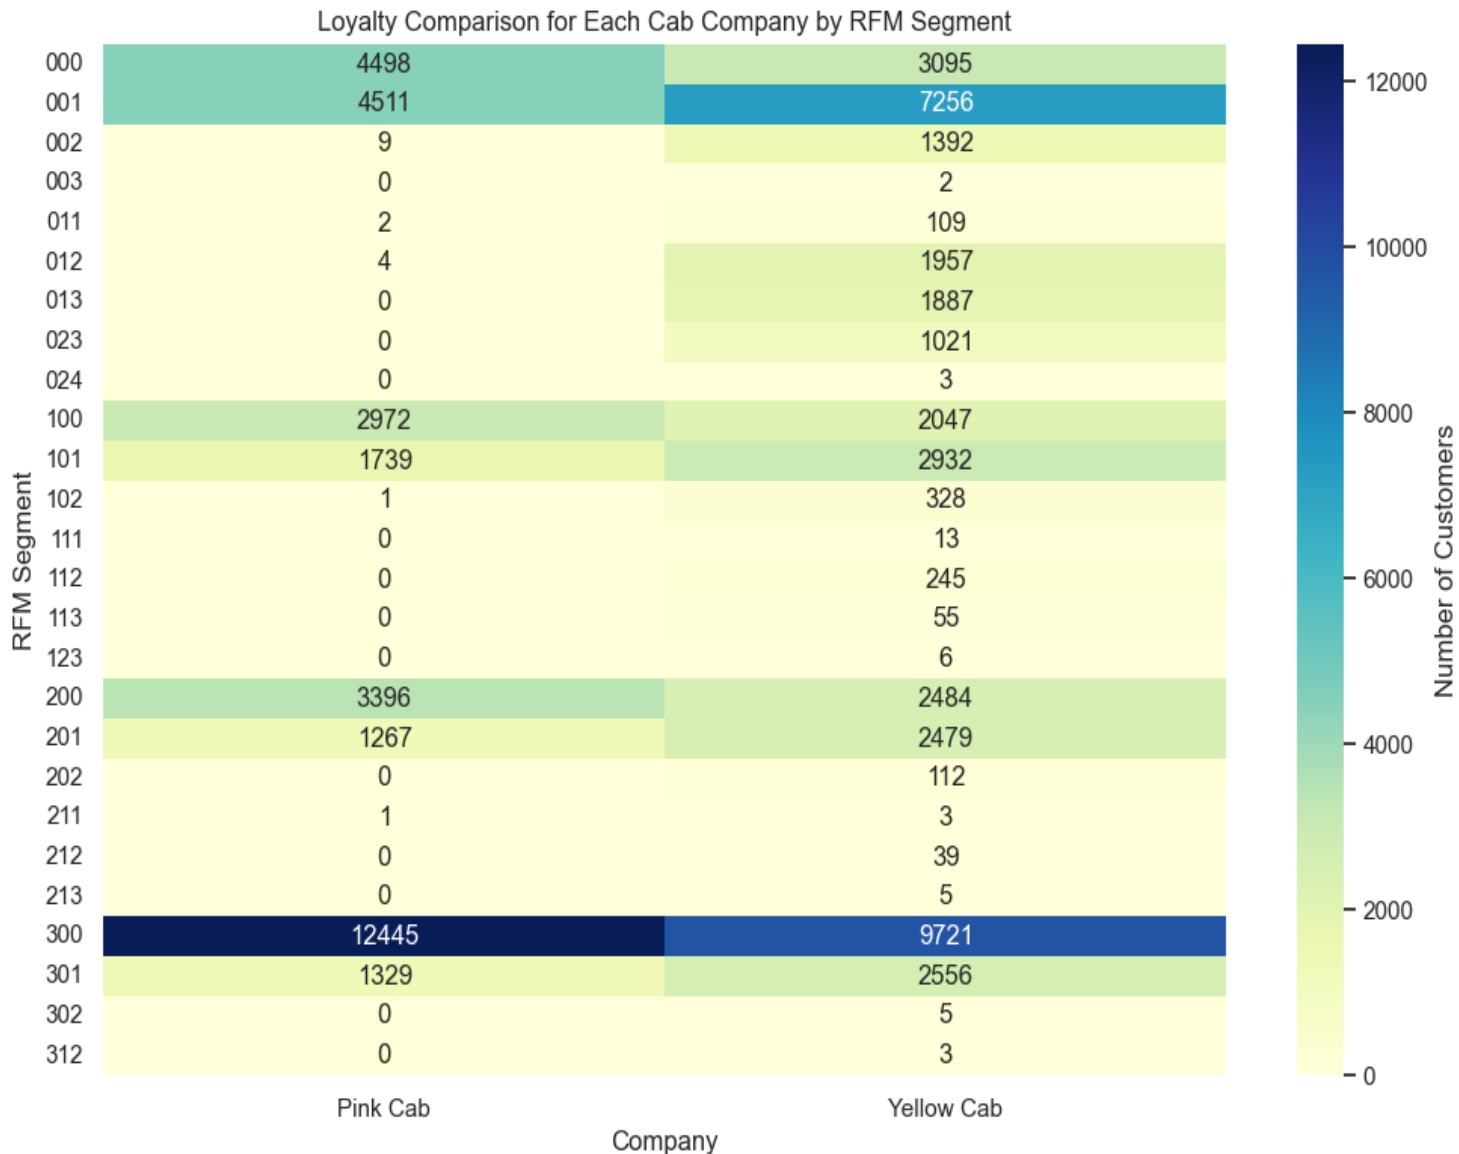 Loyalty Comparison for Each Cab Company by RFM Segment
000 4498 3095
001 4511 7256
002 9 1392
003 0 2
011 2 109
012 4 1957
013 0 1887
023 0 1021
024 0 3
100 2972 2047
101 1739 2932
102 1 328
111 0 13
112 0 245
113 0 55
123 0 6
200 3396 2484
201 1267 2479
202 0 112
211 1 3
212 0 39
213 0 5
300 12445 9721
301 1329 2556
302 0 5
312 0 3
RFM Segment
Pink Cab Yellow Cab
Company
12000
10000
8000
6000
4000
2000
0
Number of Customers